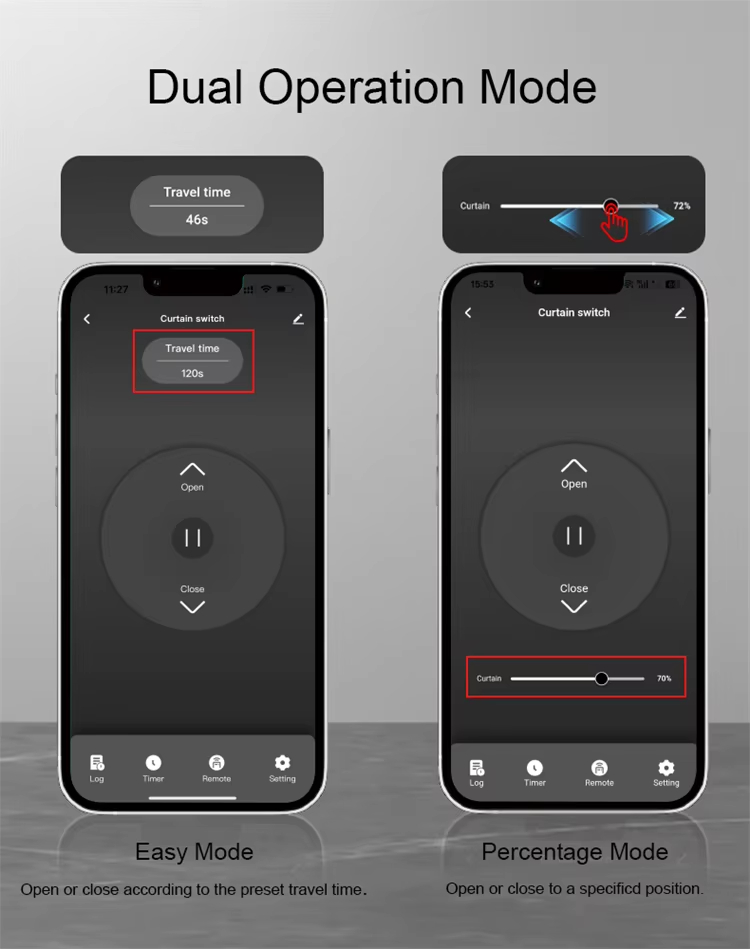 Dual Operation Mode
Travel time
46s
Curtain
72%
11:27
Curtain switch
Travel time
120s
Open
Close
Log
Timer
Remote
Setting
15:53
Curtain switch
Open
Close
Curtain
70%
Log
Timer
Remote
Setting
Easy Mode
Open or close according to the preset travel time.
Percentage Mode
Open or close to a specificd position.